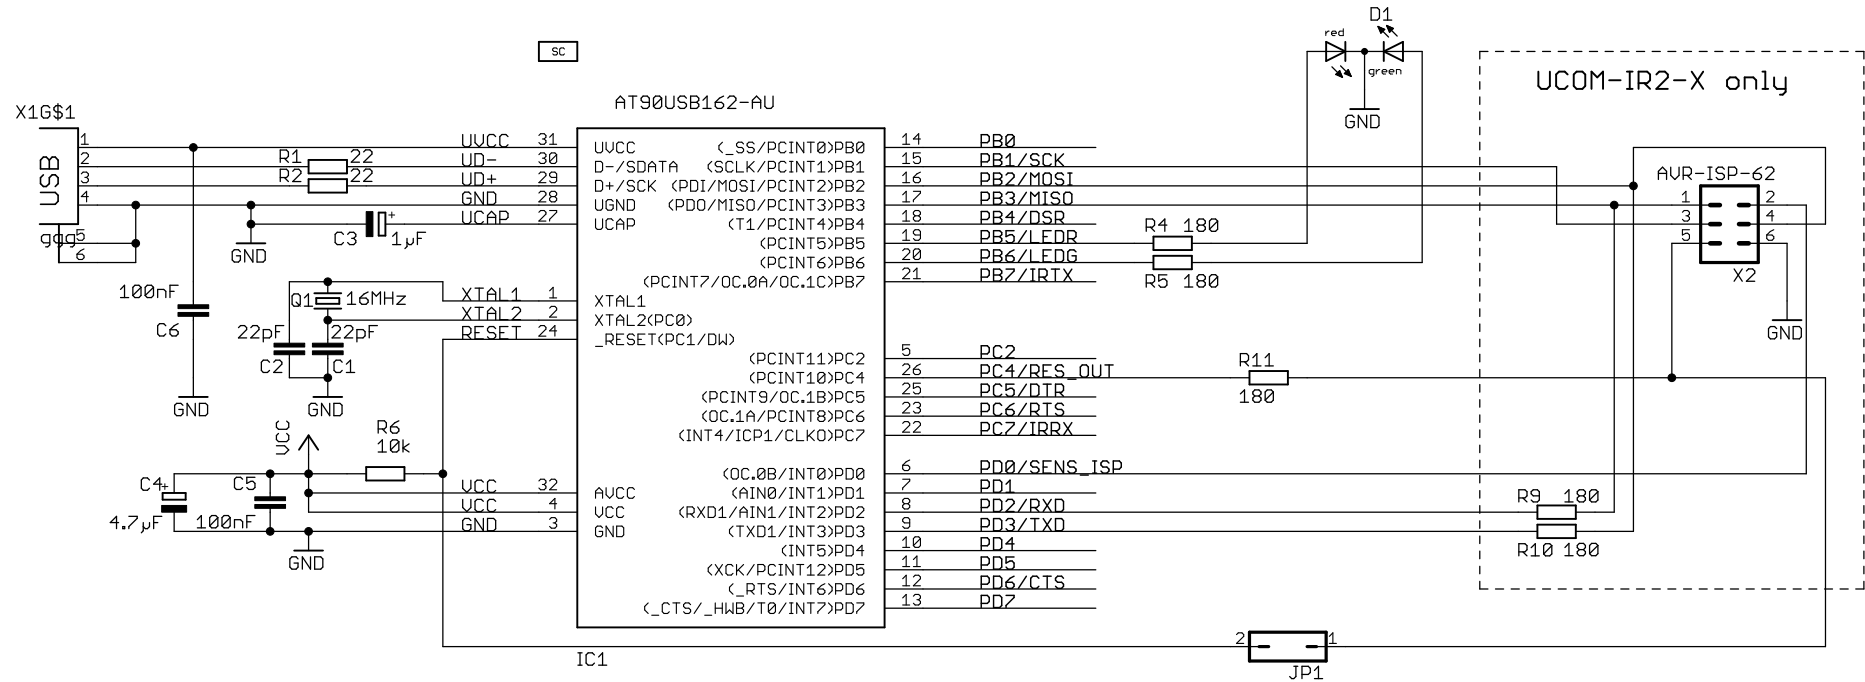 D1
red
green
GND
SC
UCOM-IR2-X only
AT90USB162-AU
X1G$1
USB
1
2
3
4
ggg5
6
R1 22
R2 22
UVCC 31
UD- 30
UD+ 29
GND 28
UCAP 27
C3 1µF
GND
100nF
C6
GND
Q1 16MHz
22pF 22pF
C2 C1
GND
XTAL1 1
XTAL2 2
RESET 24
VCC
R6
10k
C4 4.7µF
C5 100nF
VCC 32
VCC 4
GND 3
GND
UVCC (_SS/PCINT0)PB0
D-/SDATA (SCLK/PCINT1)PB1
D+/SCK (PDI/MOSI/PCINT2)PB2
UGND (PDO/MISO/PCINT3)PB3
UCAP (T1/PCINT4)PB4
(PCINT5)PB5
(PCINT6)PB6
(PCINT7/OC.0A/OC.1C)PB7
XTAL1
XTAL2(PC0)
_RESET(PC1/DW)
(PCINT11)PC2
(PCINT10)PC4
(PCINT9/OC.1B)PC5
(OC.1A/PCINT8)PC6
(INT4/ICP1/CLKO)PC7
(OC.0B/INT0)PD0
AVCC (AIN0/INT1)PD1
VCC (RXD1/AIN1/INT2)PD2
GND (TXD1/INT3)PD3
(INT5)PD4
(XCK/PCINT12)PD5
(_RTS/INT6)PD6
(_CTS/_HWB/T0/INT7)PD7
IC1
14 PB0
15 PB1/SCK
16 PB2/MOSI
17 PB3/MISO
18 PB4/DSR
19 PB5/LEDR
20 PB6/LEDG
21 PB7/IRTX
5 PC2
26 PC4/RES_OUT
25 PC5/DTR
23 PC6/RTS
22 PC7/IRRX
6 PD0/SENS_ISP
7 PD1
8 PD2/RXD
9 PD3/TXD
10 PD4
11 PD5
12 PD6/CTS
13 PD7
R4 180
R5 180
R11
180
AVR-ISP-62
1 2
3 4
5 6
X2
GND
R9 180
R10 180
2 1
JP1